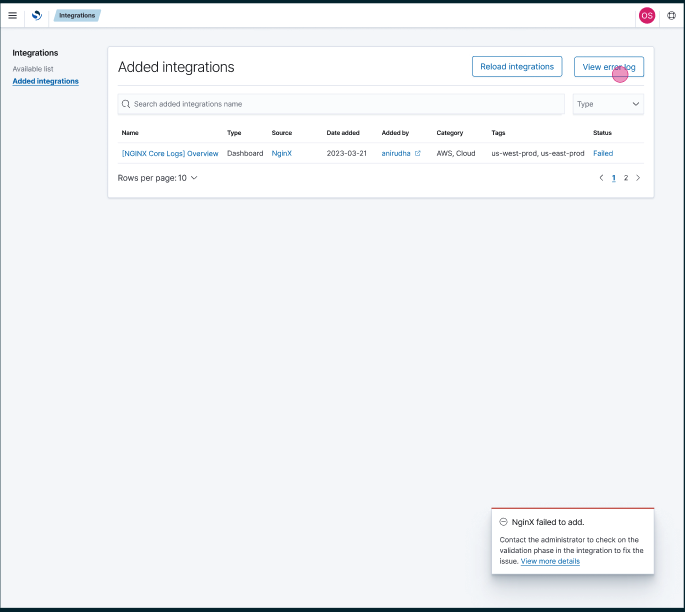 Integrations
OS
Integrations
Available list
Added integrations
Added integrations
Reload integrations
View error log
Search added integrations name
Type
Name Type Source Date added Added by Category Tags Status
[NGINX Core Logs] Overview Dashboard NginX 2023-03-21 anirudha AWS, Cloud us-west-prod, us-east-prod Failed
Rows per page: 10
1 2
NginX failed to add.
Contact the administrator to check on the
validation phase in the integration to fix the
issue. View more details